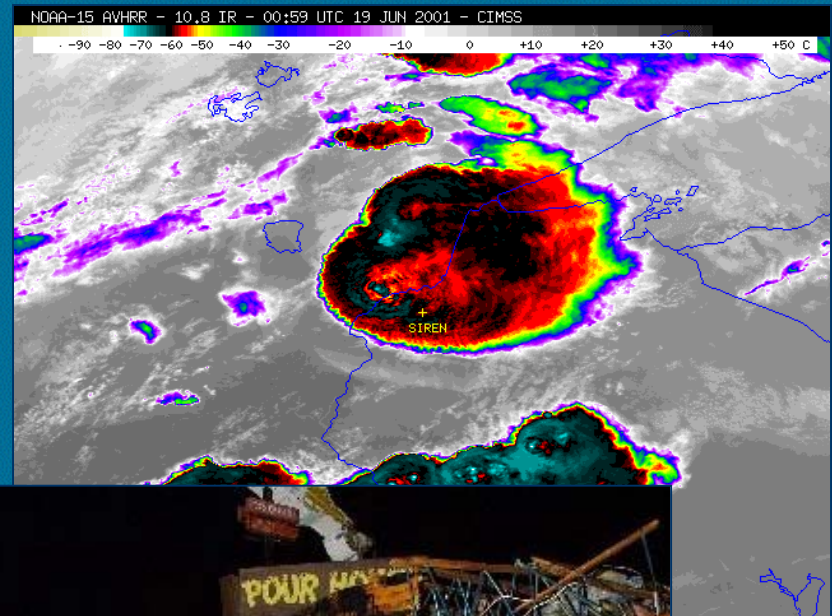 NOAA-15 AVHRR - 10.8 IR - 00:59 UTC 19 JUN 2001 - CIMSS
-90 -80 -70 -60 -50 -40 -30 -20 -10 0 +10 +20 +30 +40 +50 C
SIREN
POUR